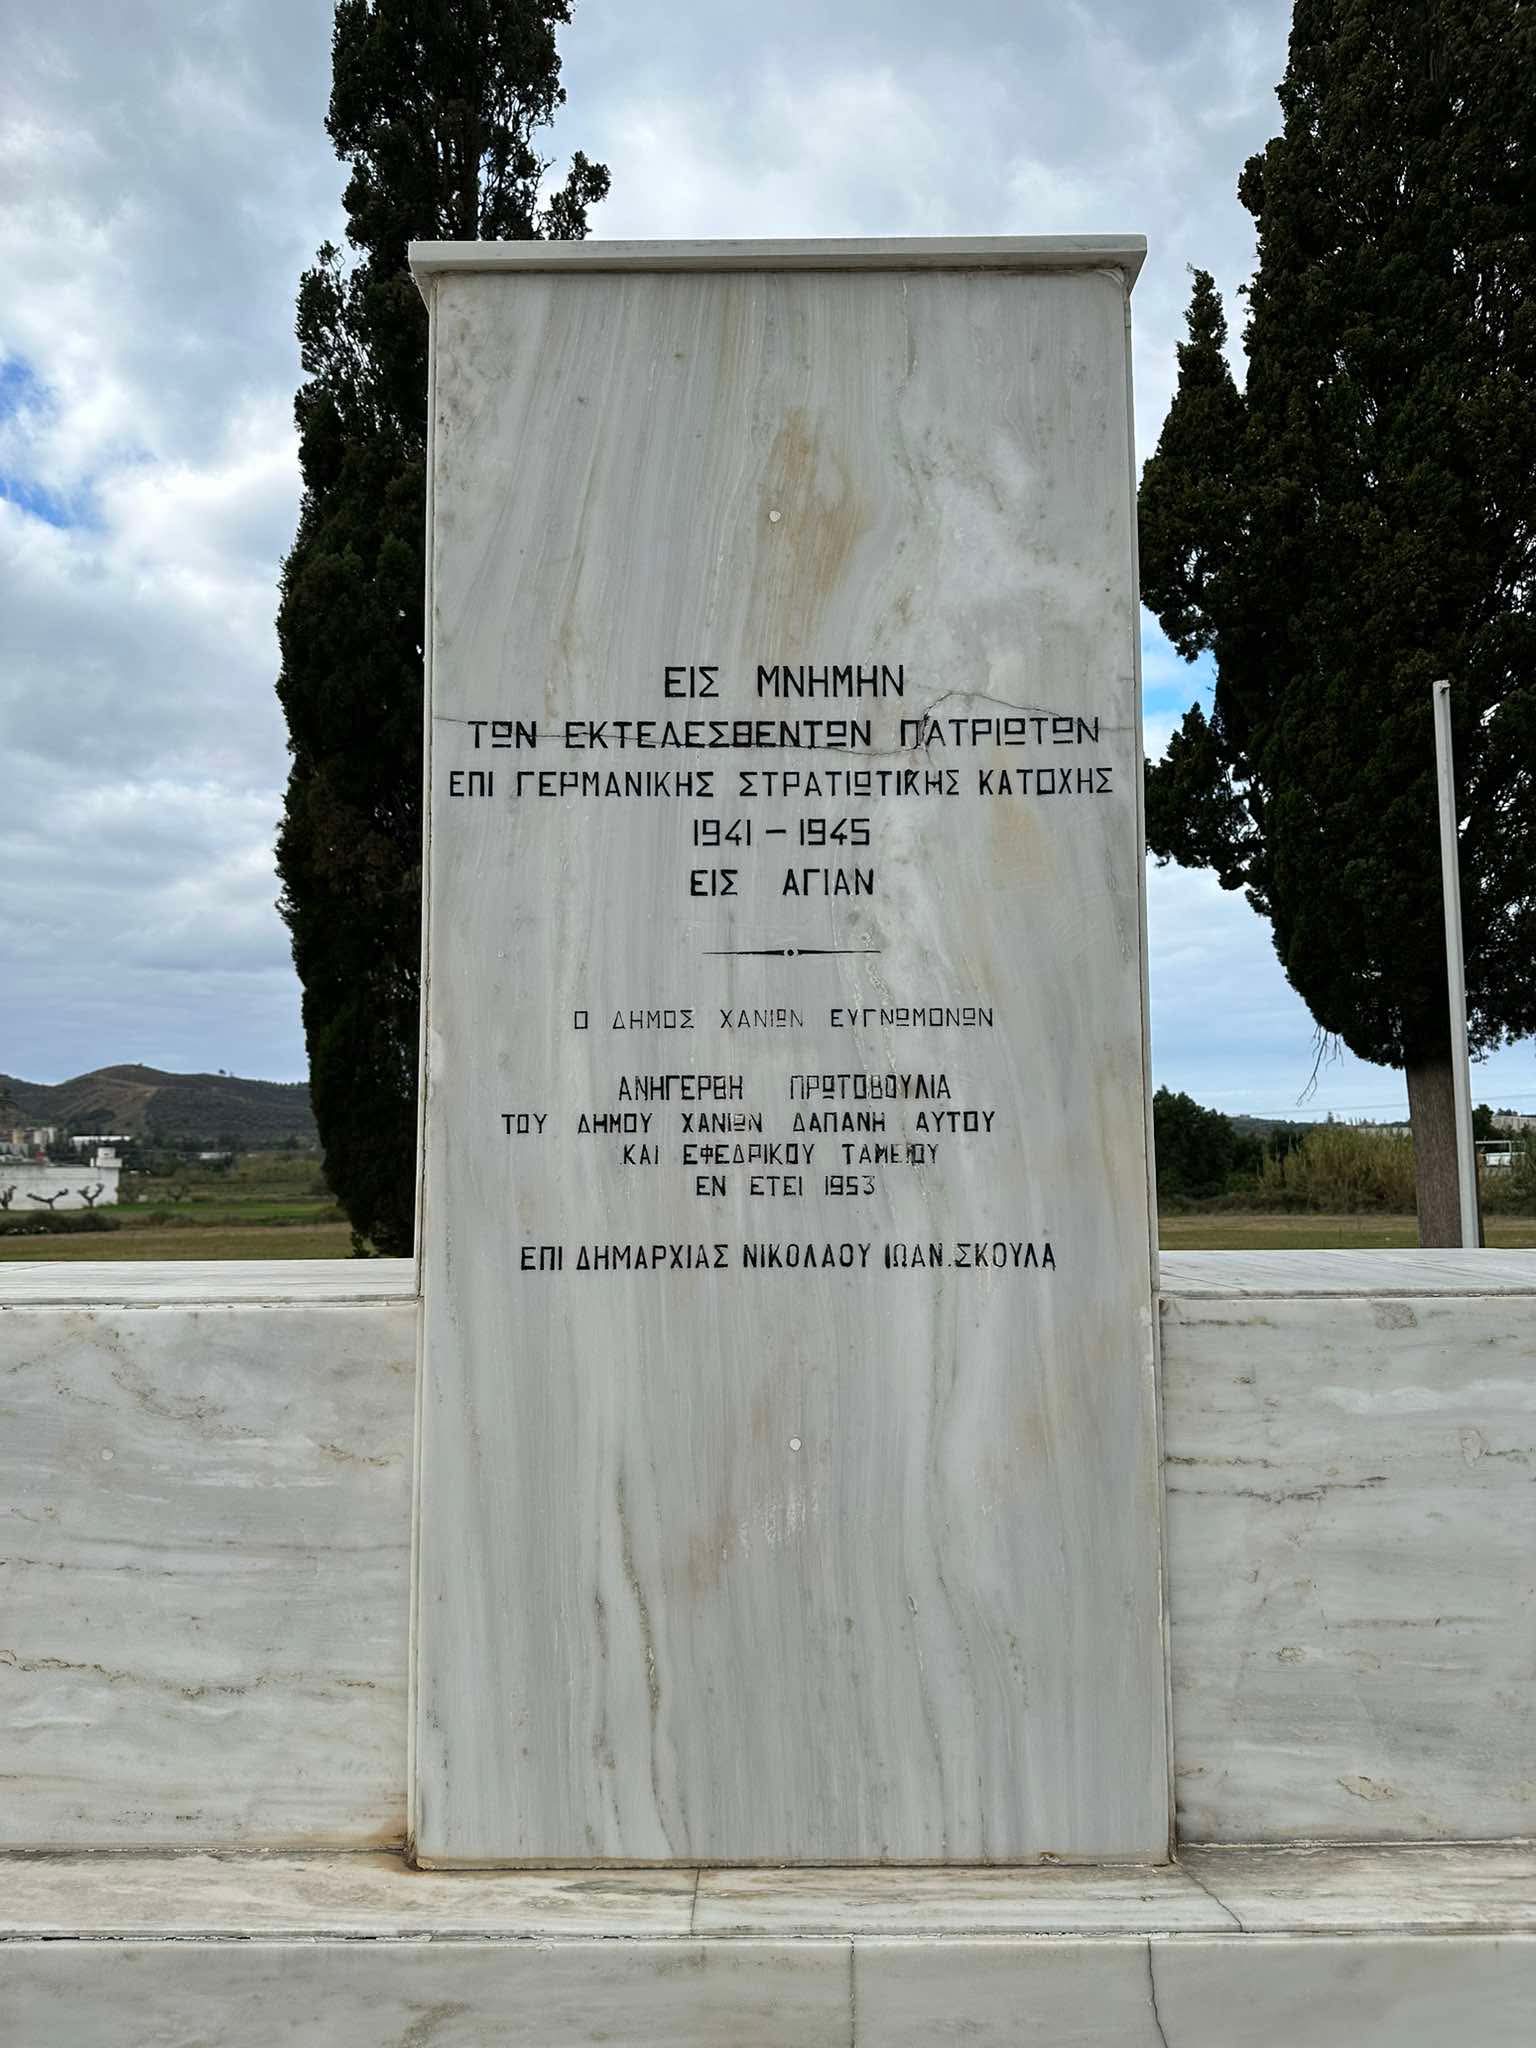 ΕΙΣ ΜΝΗΜΗΝ
ΤΩΝ ΕΚΤΕΛΕΣΘΕΝΤΩΝ ΠΑΤΡΙΩΤΩΝ
ΕΠΙ ΓΕΡΜΑΝΙΚΗΣ ΣΤΡΑΤΙΩΤΙΚΗΣ ΚΑΤΟΧΗΣ
1941 – 1945
ΕΙΣ ΑΓΙΑΝ
Ο ΔΗΜΟΣ ΧΑΝΙΩΝ ΕΥΓΝΩΜΟΝΩΝ
ΑΝΗΓΕΡΘΗ ΠΡΩΤΟΒΟΥΛΙΑ
ΤΟΥ ΔΗΜΟΥ ΧΑΝΙΩΝ ΔΑΠΑΝΗ ΑΥΤΟΥ
ΚΑΙ ΕΦΕΔΡΙΚΟΥ ΤΑΜΕΙΟΥ
ΕΝ ΕΤΕΙ 1953
ΕΠΙ ΔΗΜΑΡΧΙΑΣ ΝΙΚΟΛΑΟΥ ΙΩΑΝ. ΣΚΟΥΛΑ